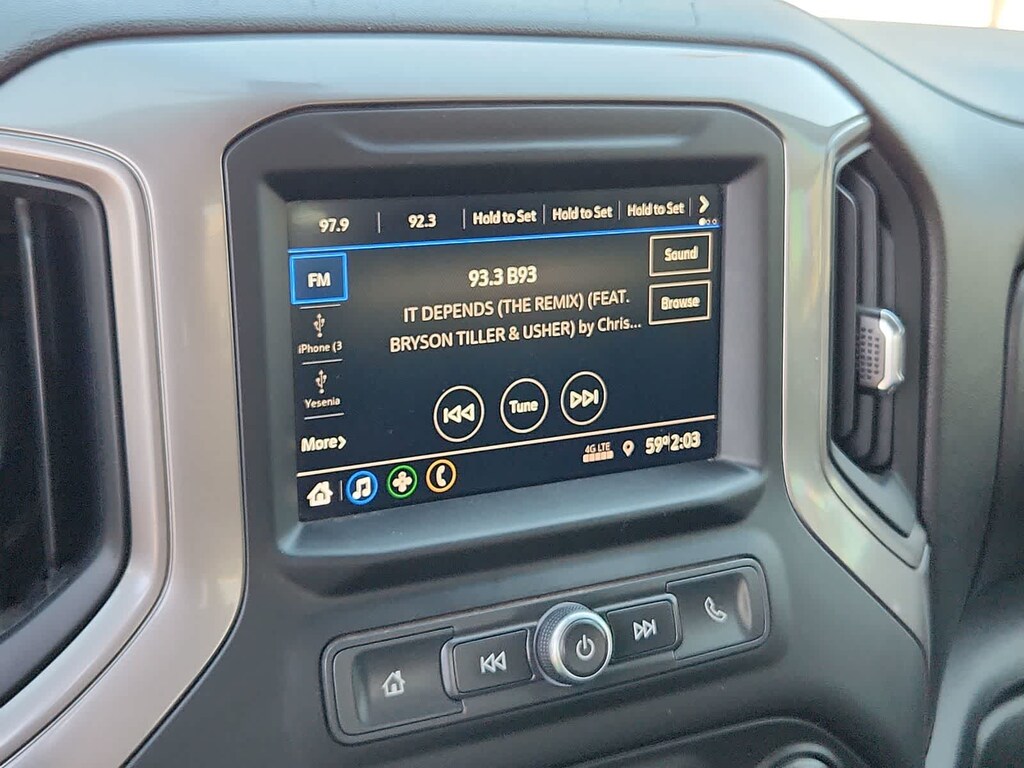 97.9 92.3 Hold to Set Hold to Set Hold to Set
FM
Sound
93.3 B93
IT DEPENDS (THE REMIX) (FEAT.
BRYSON TILLER & USHER) by Chris...
Browse
iPhone (3
Yesenia
Tune
More
4G LTE 59° 2:03